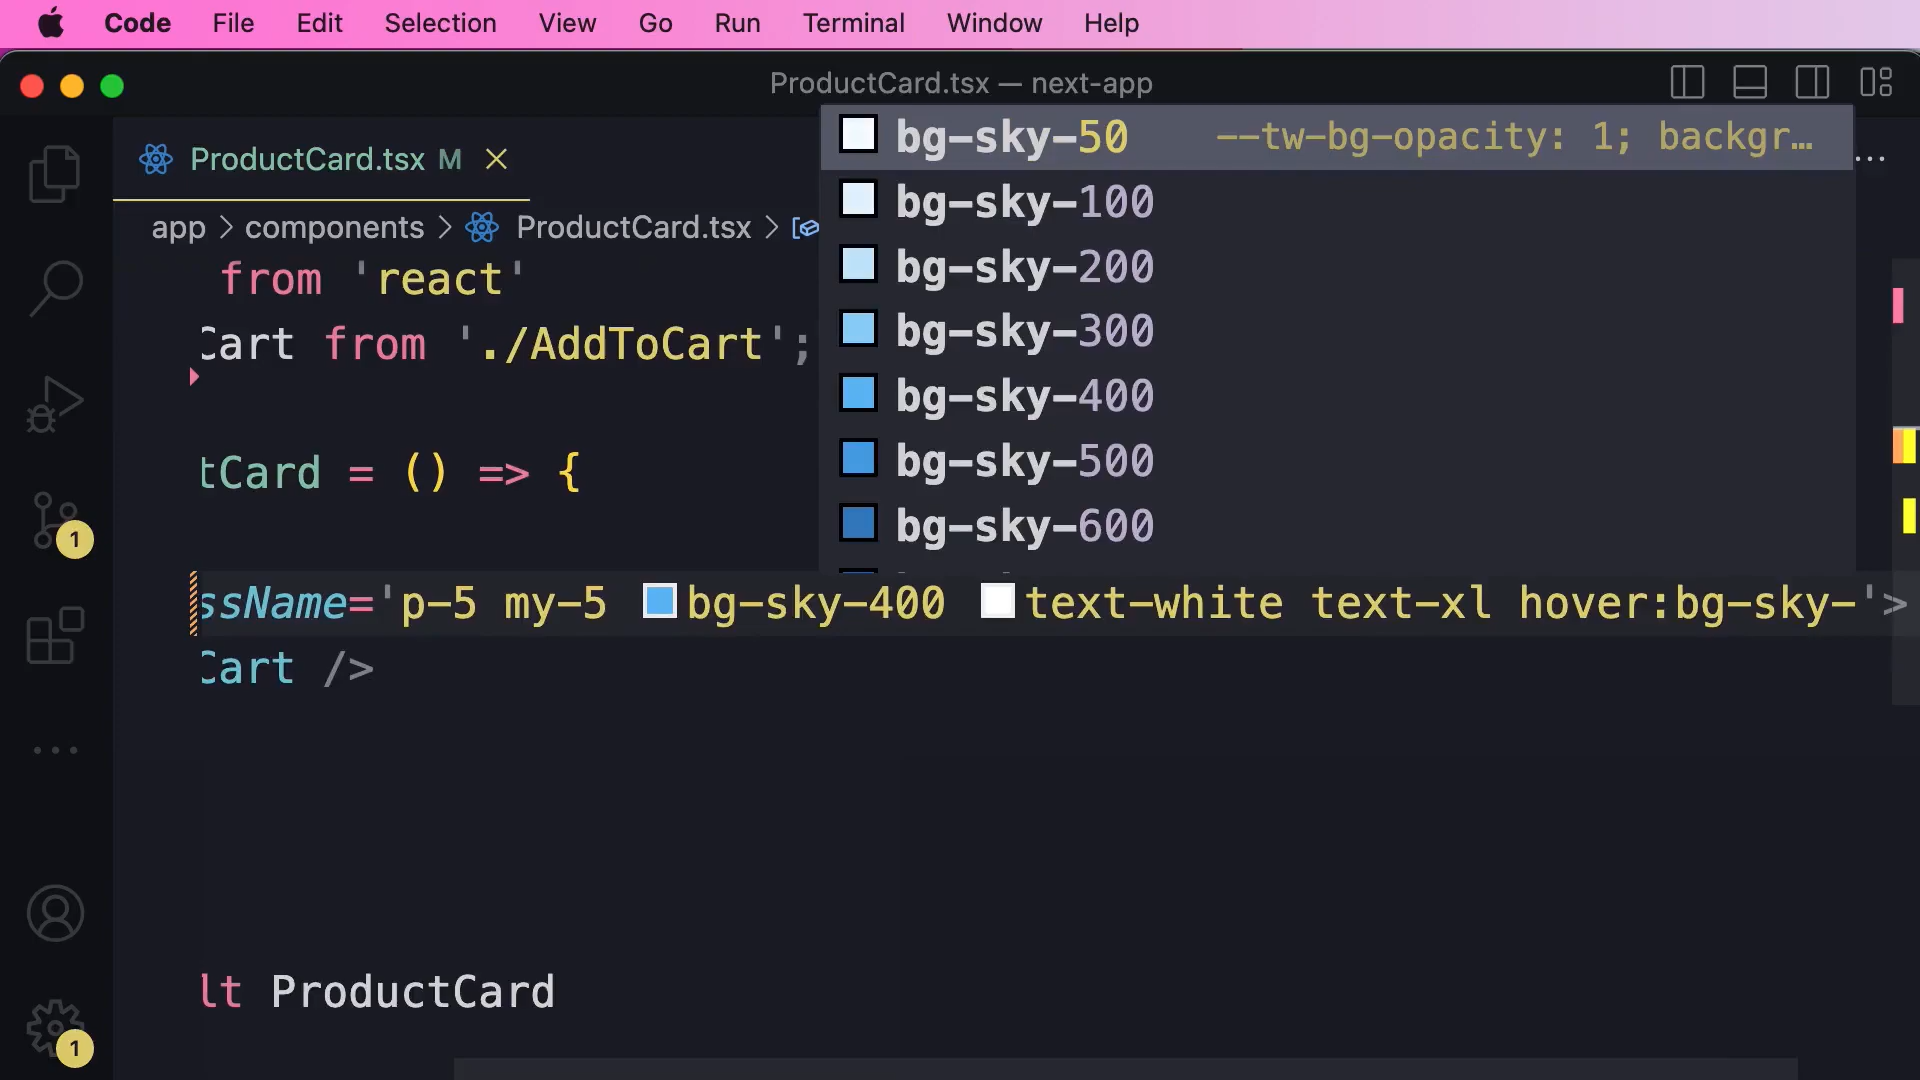 Code File Edit Selection View Go Run Terminal Window Help
ProductCard.tsx — next-app
ProductCard.tsx M
app > components > ProductCard.tsx >
bg-sky-50 --tw-bg-opacity: 1; backgr…
bg-sky-100
bg-sky-200
bg-sky-300
bg-sky-400
bg-sky-500
bg-sky-600
from 'react'
Cart from './AddToCart';
tCard = () => {
ssName='p-5 my-5 bg-sky-400 text-white text-xl hover:bg-sky-'>
Cart />
lt ProductCard
1
1